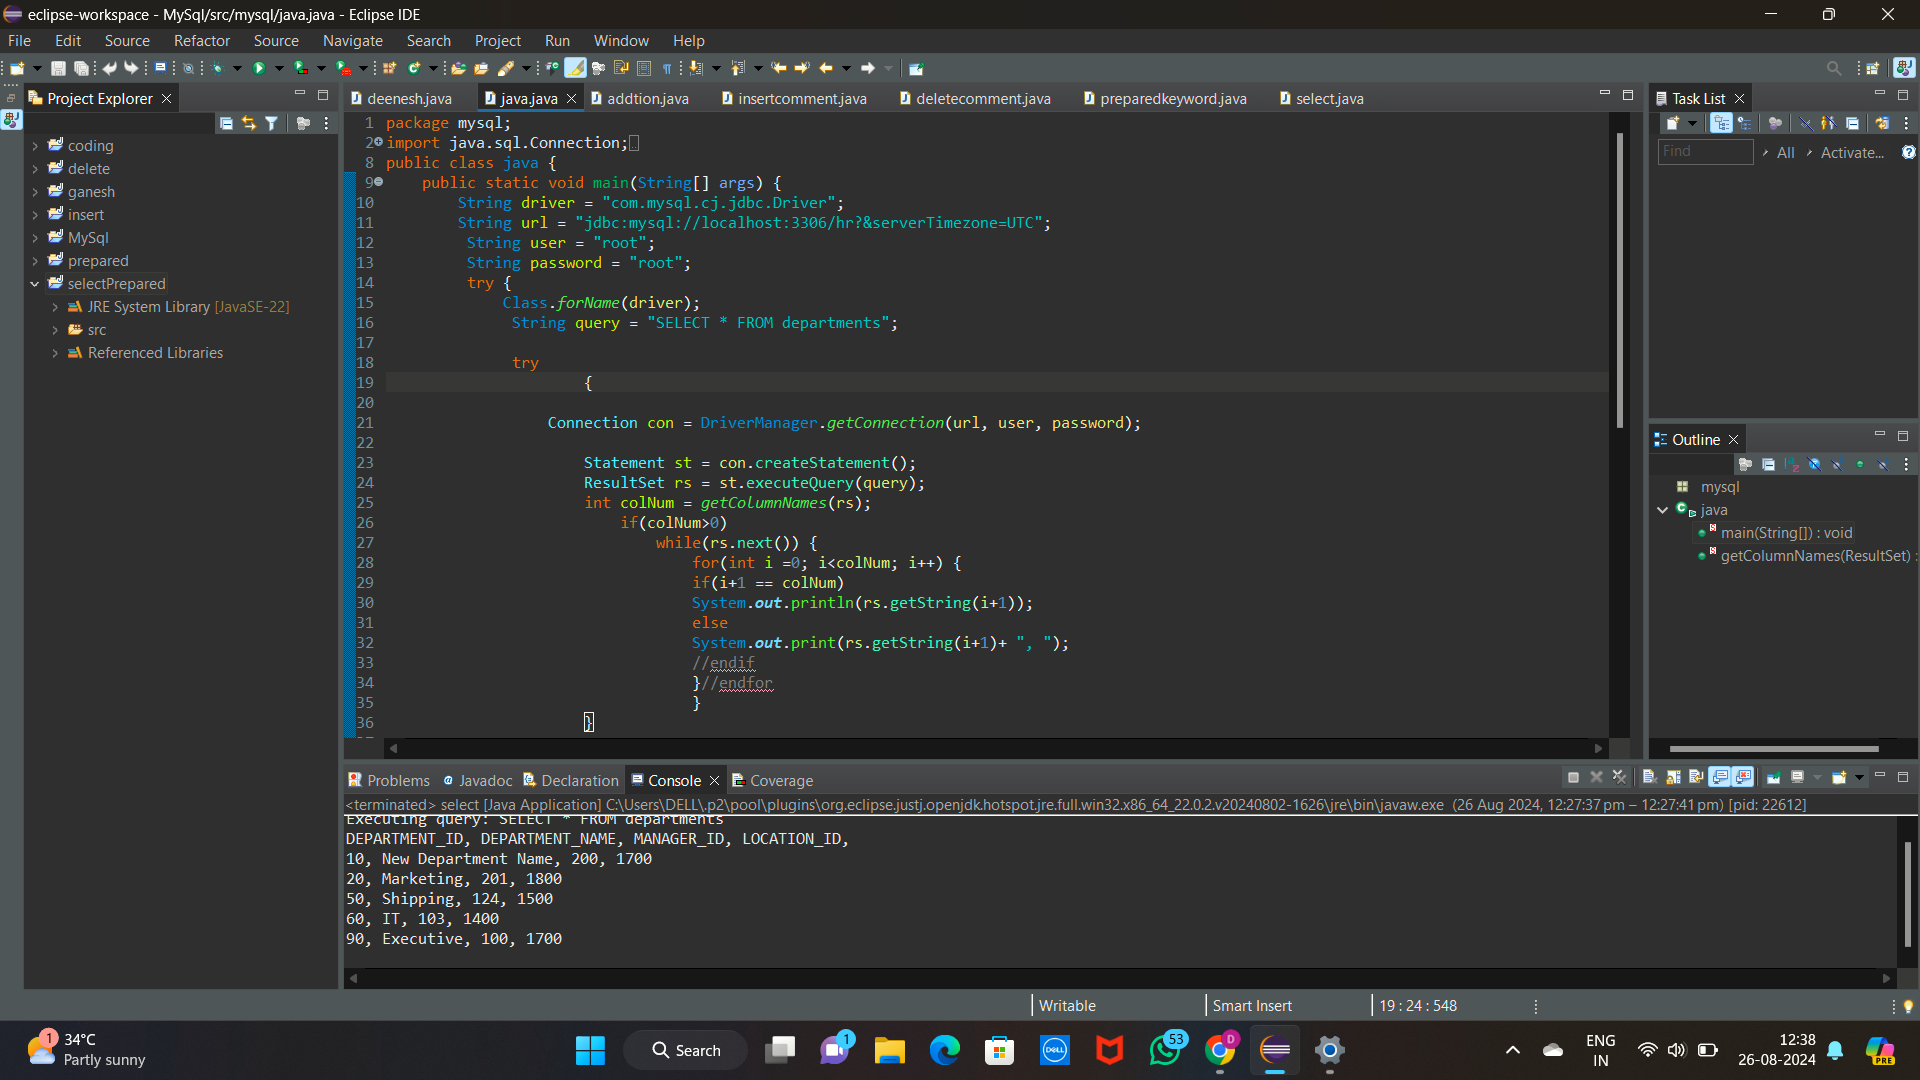 eclipse-workspace - MySql/src/mysql/java.java - Eclipse IDE
File Edit Source Refactor Source Navigate Search Project Run Window Help
Project Explorer
coding
delete
ganesh
insert
MySql
prepared
selectPrepared
JRE System Library [JavaSE-22]
src
Referenced Libraries
deenesh.java java.java addtion.java insertcomment.java deletecomment.java preparedkeyword.java select.java
1 package mysql;
2 import java.sql.Connection;
8 public class java {
9 public static void main(String[] args) {
10 String driver = "com.mysql.cj.jdbc.Driver";
11 String url = "jdbc:mysql://localhost:3306/hr?&serverTimezone=UTC";
12 String user = "root";
13 String password = "root";
14 try {
15 Class.forName(driver);
16 String query = "SELECT * FROM departments";
17
18 try
19 {
20
21 Connection con = DriverManager.getConnection(url, user, password);
22
23 Statement st = con.createStatement();
24 ResultSet rs = st.executeQuery(query);
25 int colNum = getColumnNames(rs);
26 if(colNum>0)
27 while(rs.next()) {
28 for(int i =0; i<colNum; i++) {
29 if(i+1 == colNum)
30 System.out.println(rs.getString(i+1));
31 else
32 System.out.print(rs.getString(i+1)+ ", ");
33 //endif
34 }//endfor
35 }
36 }
Task List
Find All Activate...
Outline
mysql
java
main(String[]) : void
getColumnNames(ResultSet) :
Problems Javadoc Declaration Console Coverage
<terminated> select [Java Application] C:\Users\DELL\.p2\pool\plugins\org.eclipse.justj.openjdk.hotspot.jre.full.win32.x86_64_22.0.2.v20240802-1626\jre\bin\javaw.exe (26 Aug 2024, 12:27:37 pm – 12:27:41 pm) [pid: 22612]
Executing query: SELECT * FROM departments
DEPARTMENT_ID, DEPARTMENT_NAME, MANAGER_ID, LOCATION_ID,
10, New Department Name, 200, 1700
20, Marketing, 201, 1800
50, Shipping, 124, 1500
60, IT, 103, 1400
90, Executive, 100, 1700
Writable Smart Insert 19 : 24 : 548
1 34°C
Partly sunny
Search
1
DELL
53
D
ENG
IN
12:38
26-08-2024
PRE